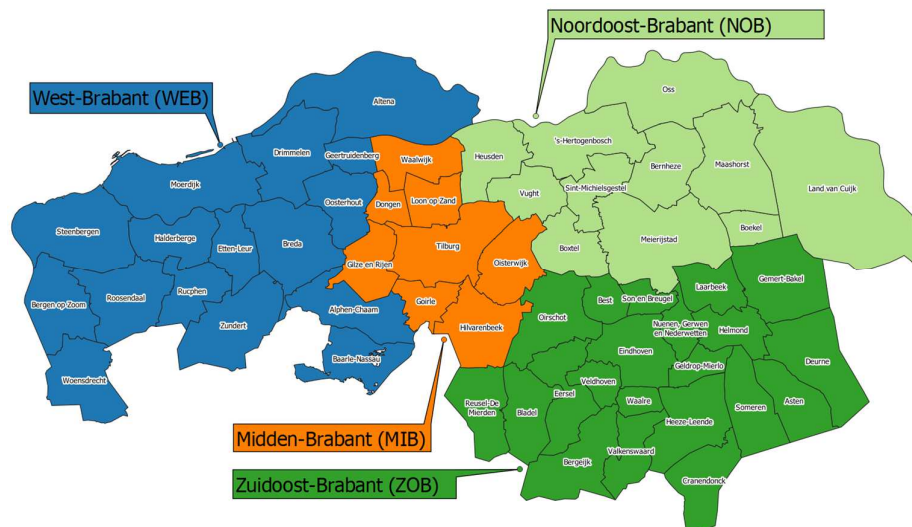 Noordoost-Brabant (NOB)
West-Brabant (WEB)
Altena
Oss
Drimmelen
Geertruidenberg
Waalwijk
Heusden
's-Hertogenbosch
Bernheze
Maashorst
Moerdijk
Oosterhout
Dongen
Loon op Zand
Vught
Sint-Michielsgestel
Land van Cuijk
Steenbergen
Halderberge
Etten-Leur
Breda
Tilburg
Oisterwijk
Boxtel
Meierijstad
Boekel
Gilze en Rijen
Bergen op Zoom
Roosendaal
Rucphen
Zundert
Alphen-Chaam
Goirle
Hilvarenbeek
Oirschot
Best
Son en Breugel
Laarbeek
Gemert-Bakel
Nuenen, Gerwen
en Nederwetten
Helmond
Eindhoven
Woensdrecht
Baarle-Nassau
Geldrop-Mierlo
Deurne
Reusel-De
Mierden
Bladel
Eersel
Veldhoven
Waalre
Heeze-Leende
Someren
Asten
Midden-Brabant (MIB)
Bergeijk
Valkenswaard
Cranendonck
Zuidoost-Brabant (ZOB)